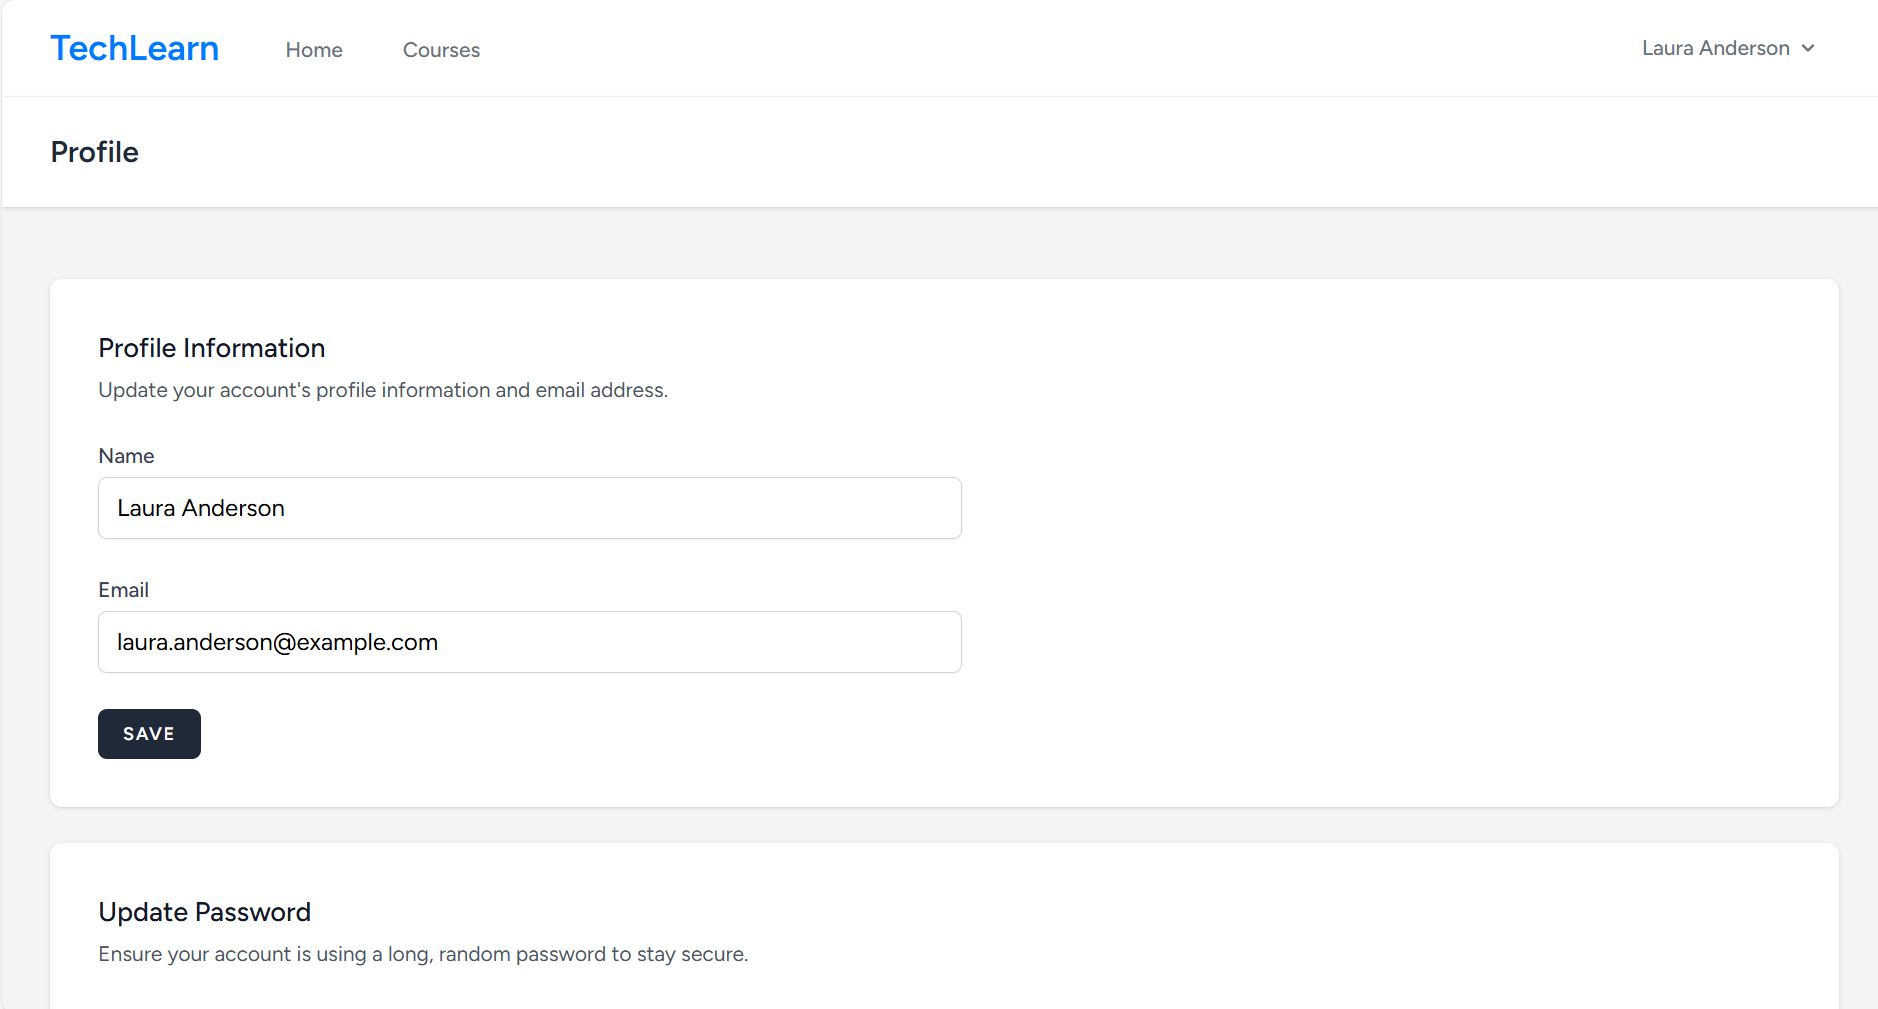 TechLearn Home Courses Laura Anderson
Profile
Profile Information
Update your account's profile information and email address.
Name
Laura Anderson
Email
laura.anderson@example.com
SAVE
Update Password
Ensure your account is using a long, random password to stay secure.